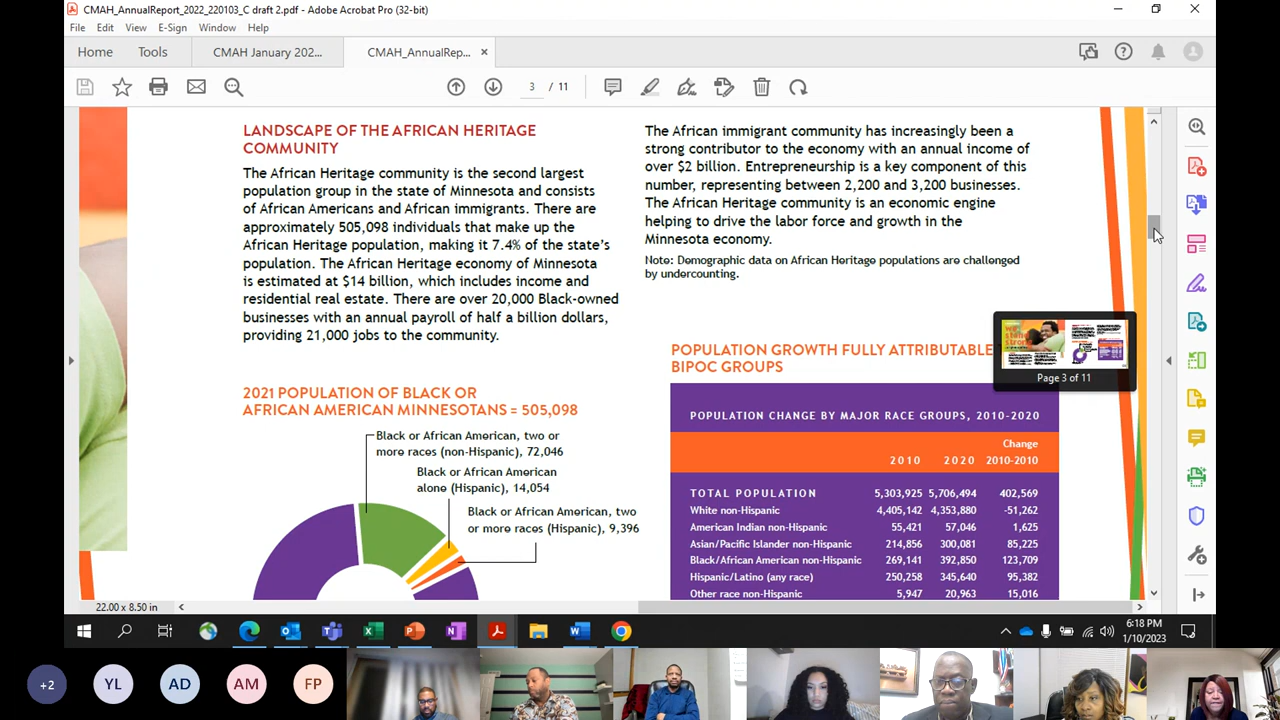 CMAH_AnnualReport_2022_220103_C draft 2.pdf - Adobe Acrobat Pro (32-bit)
File Edit View E-Sign Window Help
Home Tools CMAH January 202... CMAH_AnnualRep... ×
3 / 11
LANDSCAPE OF THE AFRICAN HERITAGE
COMMUNITY
The African Heritage community is the second largest
population group in the state of Minnesota and consists
of African Americans and African immigrants. There are
approximately 505,098 individuals that make up the
African Heritage population, making it 7.4% of the state's
population. The African Heritage economy of Minnesota
is estimated at $14 billion, which includes income and
residential real estate. There are over 20,000 Black-owned
businesses with an annual payroll of half a billion dollars,
providing 21,000 jobs to the community.
2021 POPULATION OF BLACK OR
AFRICAN AMERICAN MINNESOTANS = 505,098
Black or African American, two or
more races (non-Hispanic), 72,046
Black or African American
alone (Hispanic), 14,054
Black or African American, two
or more races (Hispanic), 9,396
The African immigrant community has increasingly been a
strong contributor to the economy with an annual income of
over $2 billion. Entrepreneurship is a key component of this
number, representing between 2,200 and 3,200 businesses.
The African Heritage community is an economic engine
helping to drive the labor force and growth in the
Minnesota economy.
Note: Demographic data on African Heritage populations are challenged
by undercounting.
Page 3 of 11
POPULATION GROWTH FULLY ATTRIBUTABLE
BIPOC GROUPS
POPULATION CHANGE BY MAJOR RACE GROUPS, 2010-2020
Change
2010 2020 2010-2010
TOTAL POPULATION 5,303,925 5,706,494 402,569
White non-Hispanic 4,405,142 4,353,880 -51,262
American Indian non-Hispanic 55,421 57,046 1,625
Asian/Pacific Islander non-Hispanic 214,856 300,081 85,225
Black/African American non-Hispanic 269,141 392,850 123,709
Hispanic/Latino (any race) 250,258 345,640 95,382
Other race non-Hispanic 5,947 20,963 15,016
22.00 x 8.50 in
6:18 PM
1/10/2023
+2 YL AD AM FP